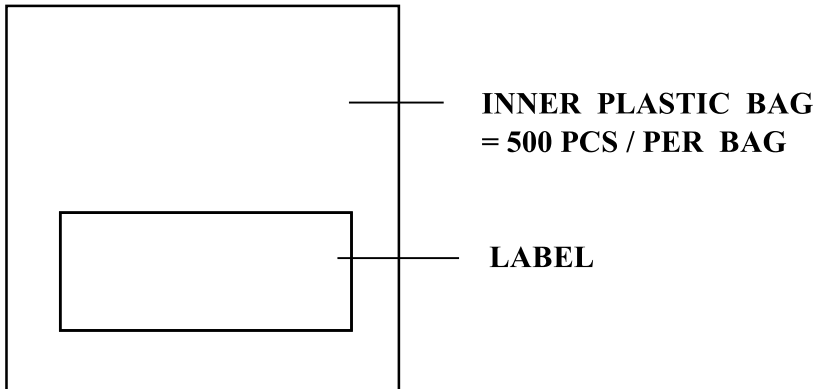 INNER PLASTIC BAG
= 500 PCS / PER BAG
LABEL